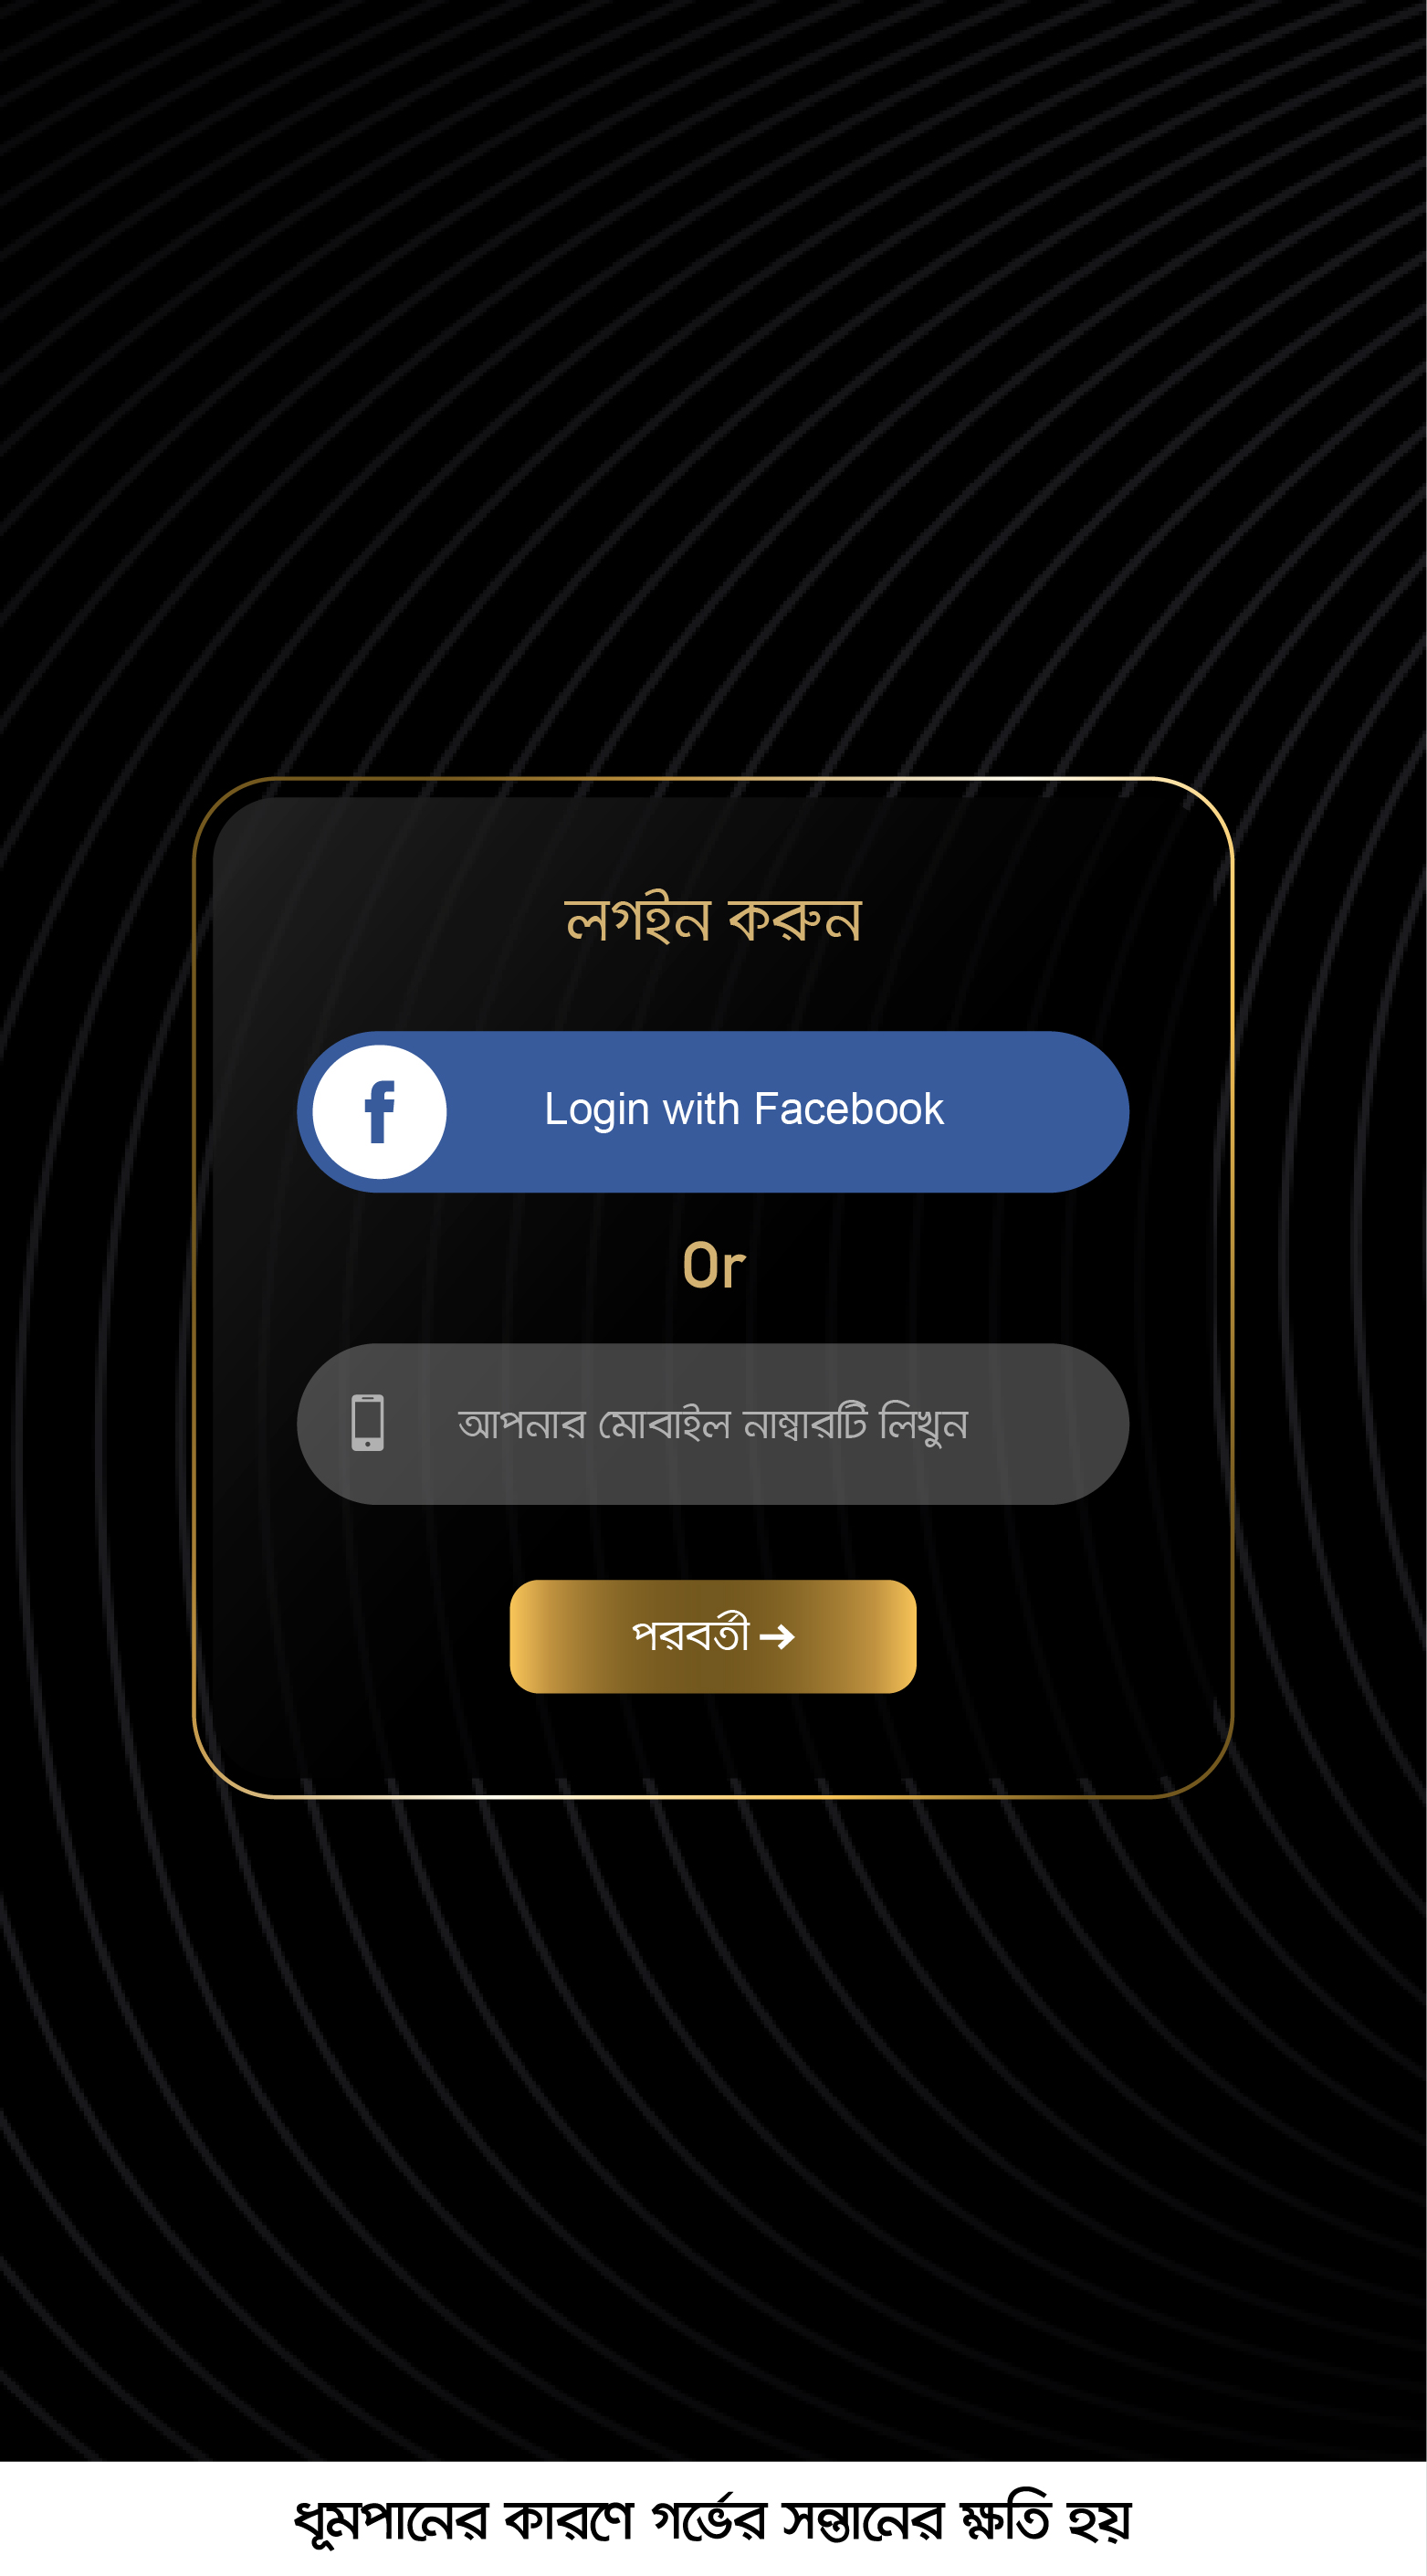 লগইন করুন
f Login with Facebook
Or
আপনার মোবাইল নাম্বারটি লিখুন
পরবর্তী →
ধূমপানের কারণে গর্ভের সন্তানের ক্ষতি হয়